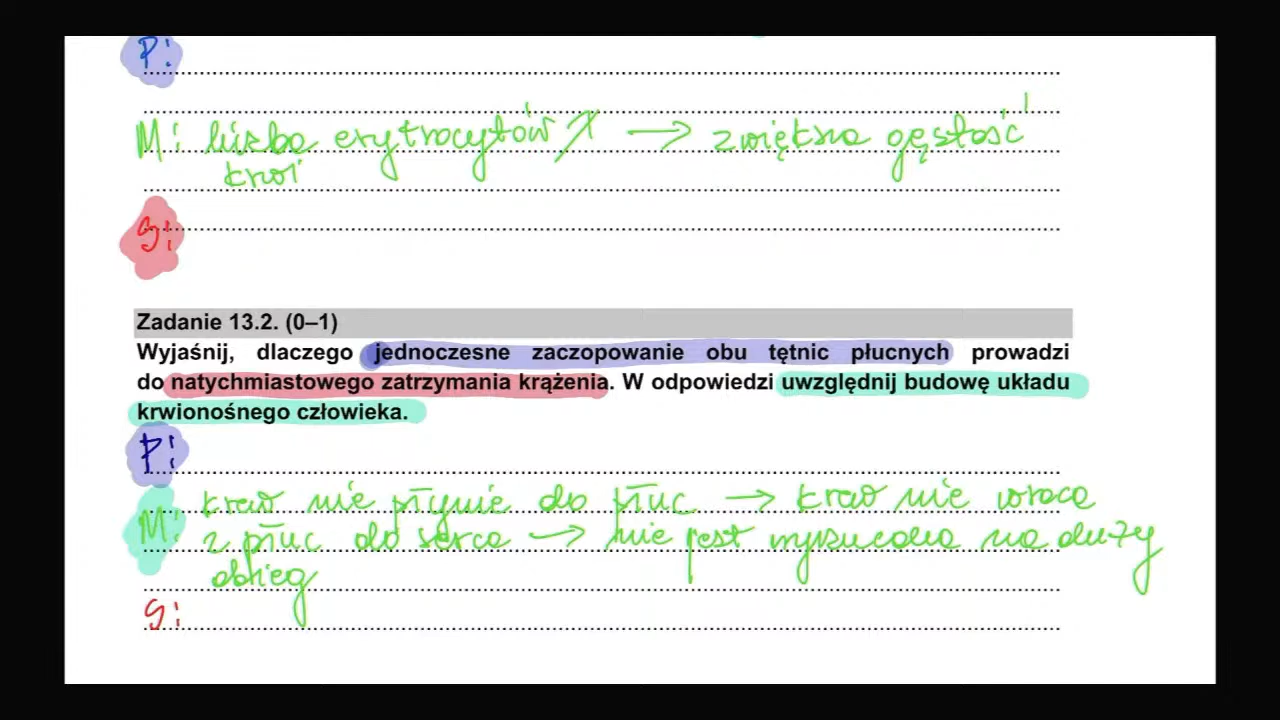 P:
M: liczba erytrocytów ↗ → zwiększa gęstość
krwi
S:
Zadanie 13.2. (0–1)
Wyjaśnij, dlaczego jednoczesne zaczopowanie obu tętnic płucnych prowadzi
do natychmiastowego zatrzymania krążenia. W odpowiedzi uwzględnij budowę układu
krwionośnego człowieka.
P:
M: krew nie płynie do płuc → krew nie wraca
z płuc do serca → nie jest wyrzucana na duży
obieg
S: